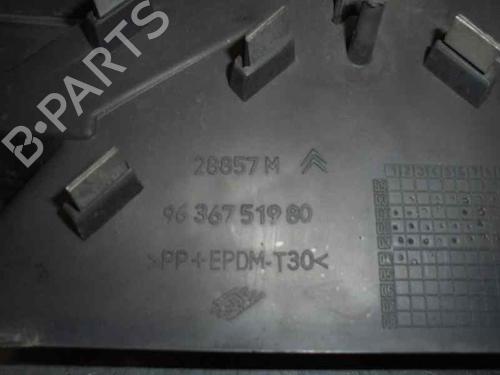 B-PARTS
28857 M
96 367 519 80
>PP+EPDM-T30<